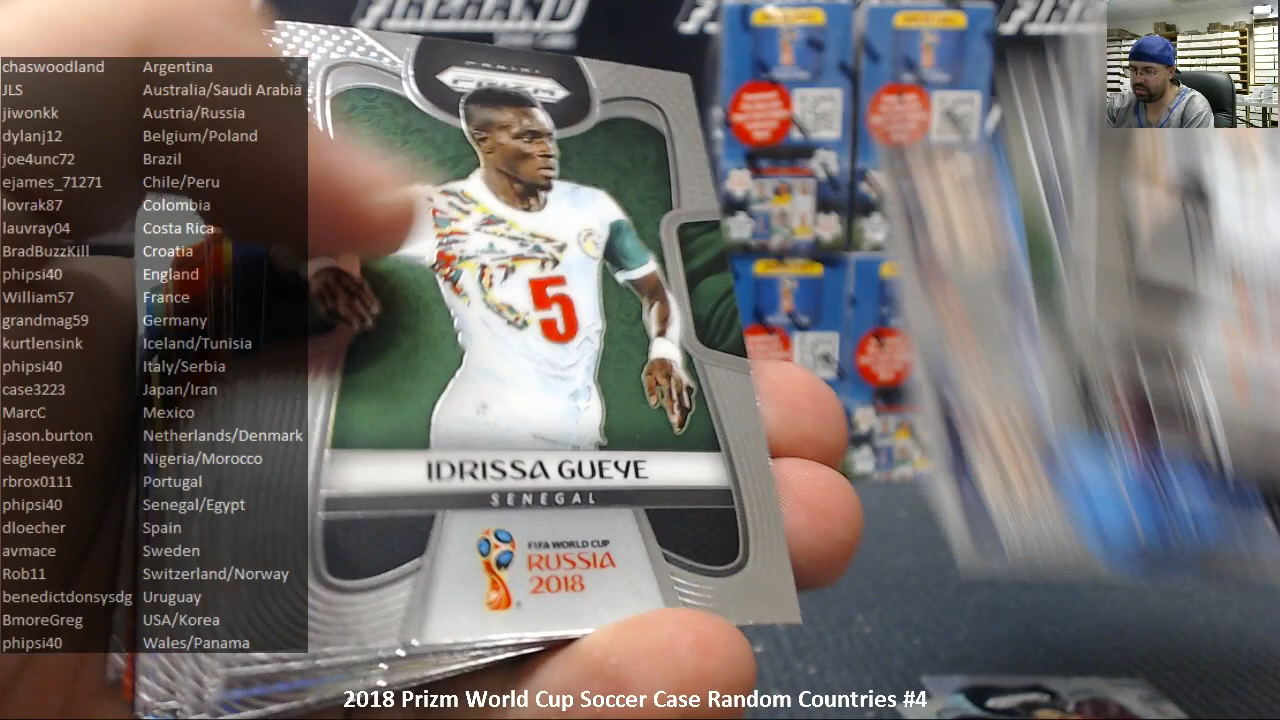 chaswoodland Argentina
JLS Australia/Saudi Arabia
jiwonkk Austria/Russia
dylanj12 Belgium/Poland
joe4unc72 Brazil
ejames_71271 Chile/Peru
lovrak87 Colombia
lauvray04 Costa Rica
BradBuzzKill Croatia
phipsi40 England
William57 France
grandmag59 Germany
kurtlensink Iceland/Tunisia
phipsi40 Italy/Serbia
case3223 Japan/Iran
MarcC Mexico
jason.burton Netherlands/Denmark
eagleeye82 Nigeria/Morocco
rbrox0111 Portugal
phipsi40 Senegal/Egypt
dloecher Spain
avmace Sweden
Rob11 Switzerland/Norway
benedictdonsysdg Uruguay
BmoreGreg USA/Korea
phipsi40 Wales/Panama
PANINI
PRIZM
5
IDRISSA GUEYE
SENEGAL
FIFA WORLD CUP
RUSSIA
2018
2018 Prizm World Cup Soccer Case Random Countries #4